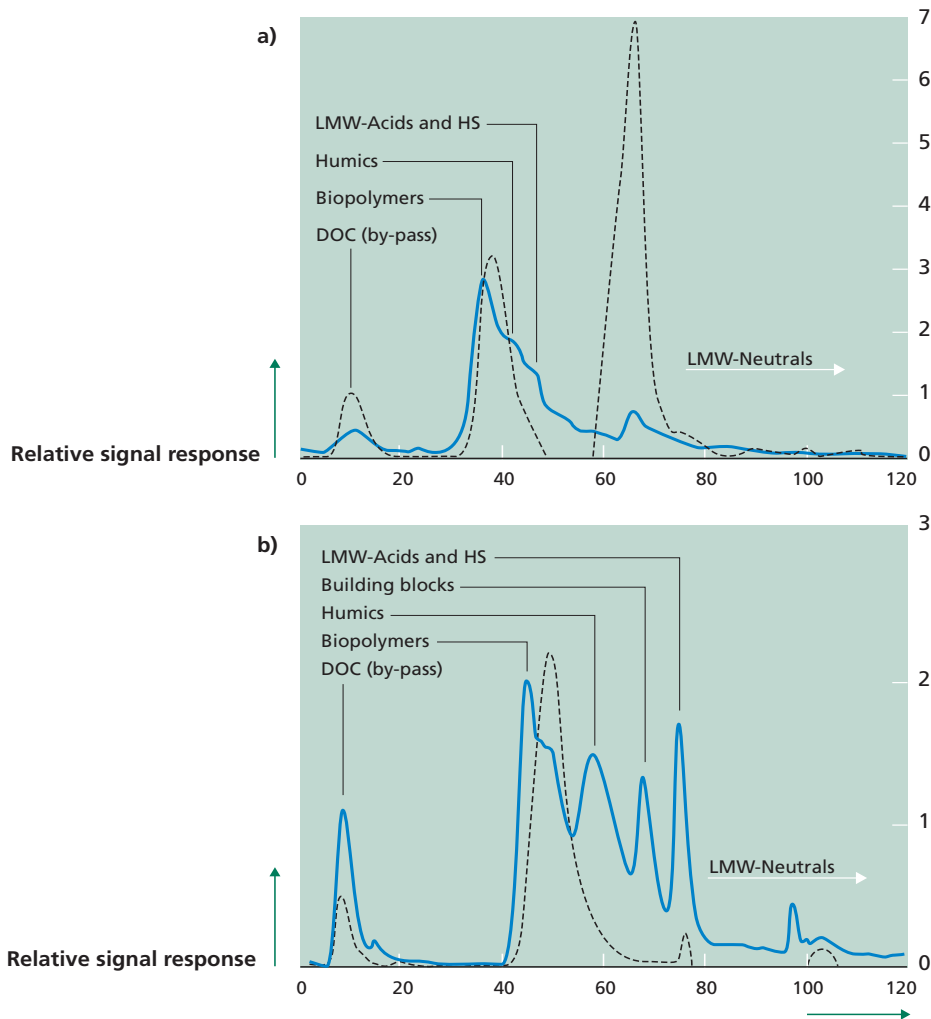 a)
7
6
5
4
3
2
1
0
LMW-Acids and HS
Humics
Biopolymers
DOC (by-pass)
LMW-Neutrals
Relative signal response
0 20 40 60 80 100 120
b)
3
2
1
0
LMW-Acids and HS
Building blocks
Humics
Biopolymers
DOC (by-pass)
LMW-Neutrals
Relative signal response
0 20 40 60 80 100 120